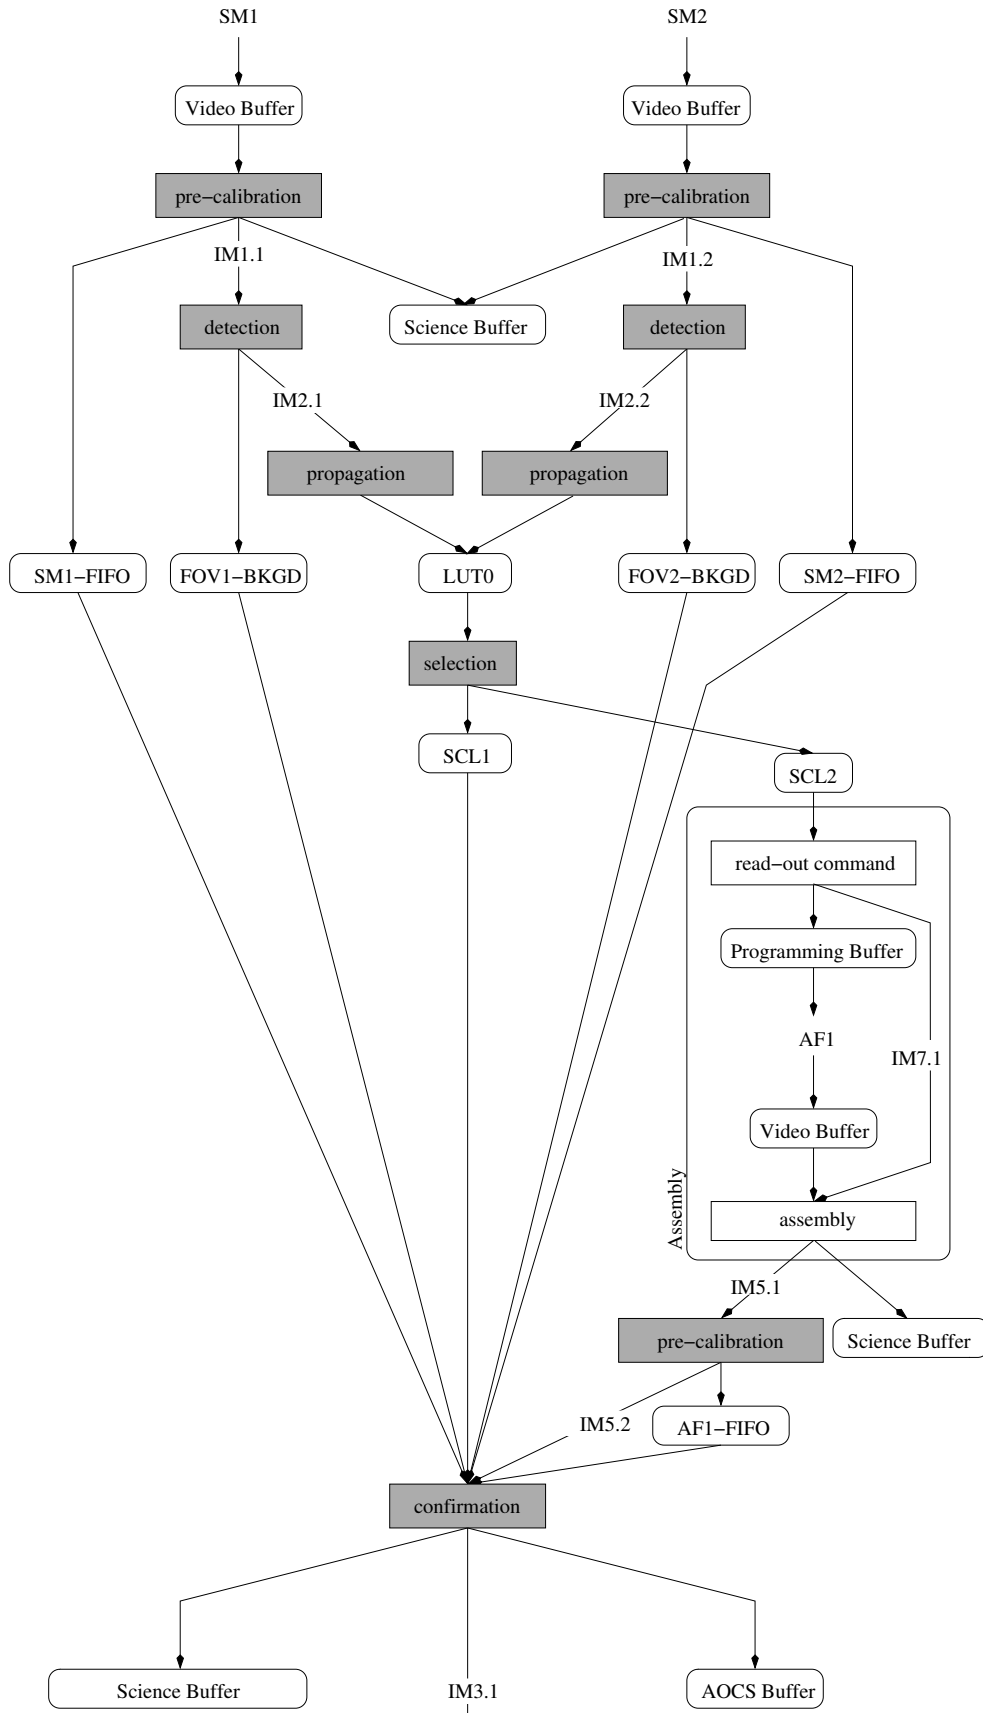 SM1
SM2
Video Buffer
Video Buffer
pre−calibration
pre−calibration
IM1.1
IM1.2
detection
Science Buffer
detection
IM2.1
IM2.2
propagation
propagation
SM1−FIFO
FOV1−BKGD
LUT0
FOV2−BKGD
SM2−FIFO
selection
SCL1
SCL2
read−out command
Programming Buffer
AF1
IM7.1
Video Buffer
Assembly
assembly
IM5.1
pre−calibration
Science Buffer
IM5.2
AF1−FIFO
confirmation
Science Buffer
IM3.1
AOCS Buffer